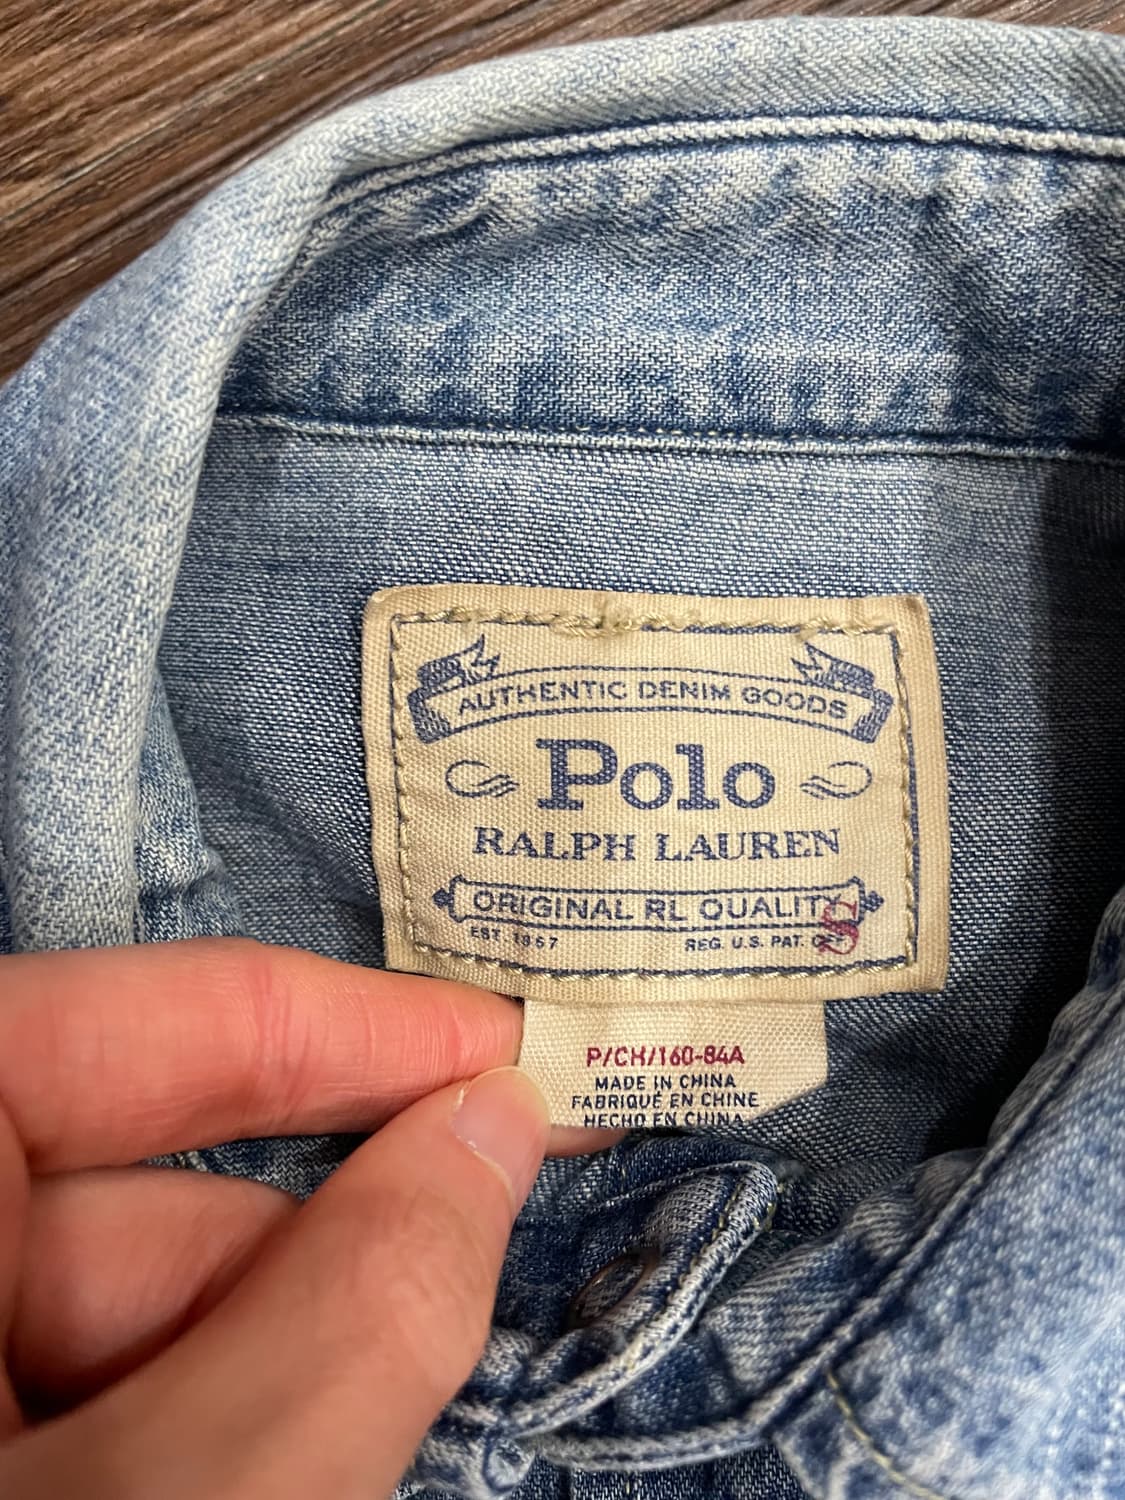 AUTHENTIC DENIM GOODS
Polo
RALPH LAUREN
ORIGINAL RL QUALITY
EST. 1967 REG. U.S. PAT. OFF
S
P/CH/160-84A
MADE IN CHINA
FABRIQUÉ EN CHINE
HECHO EN CHINA